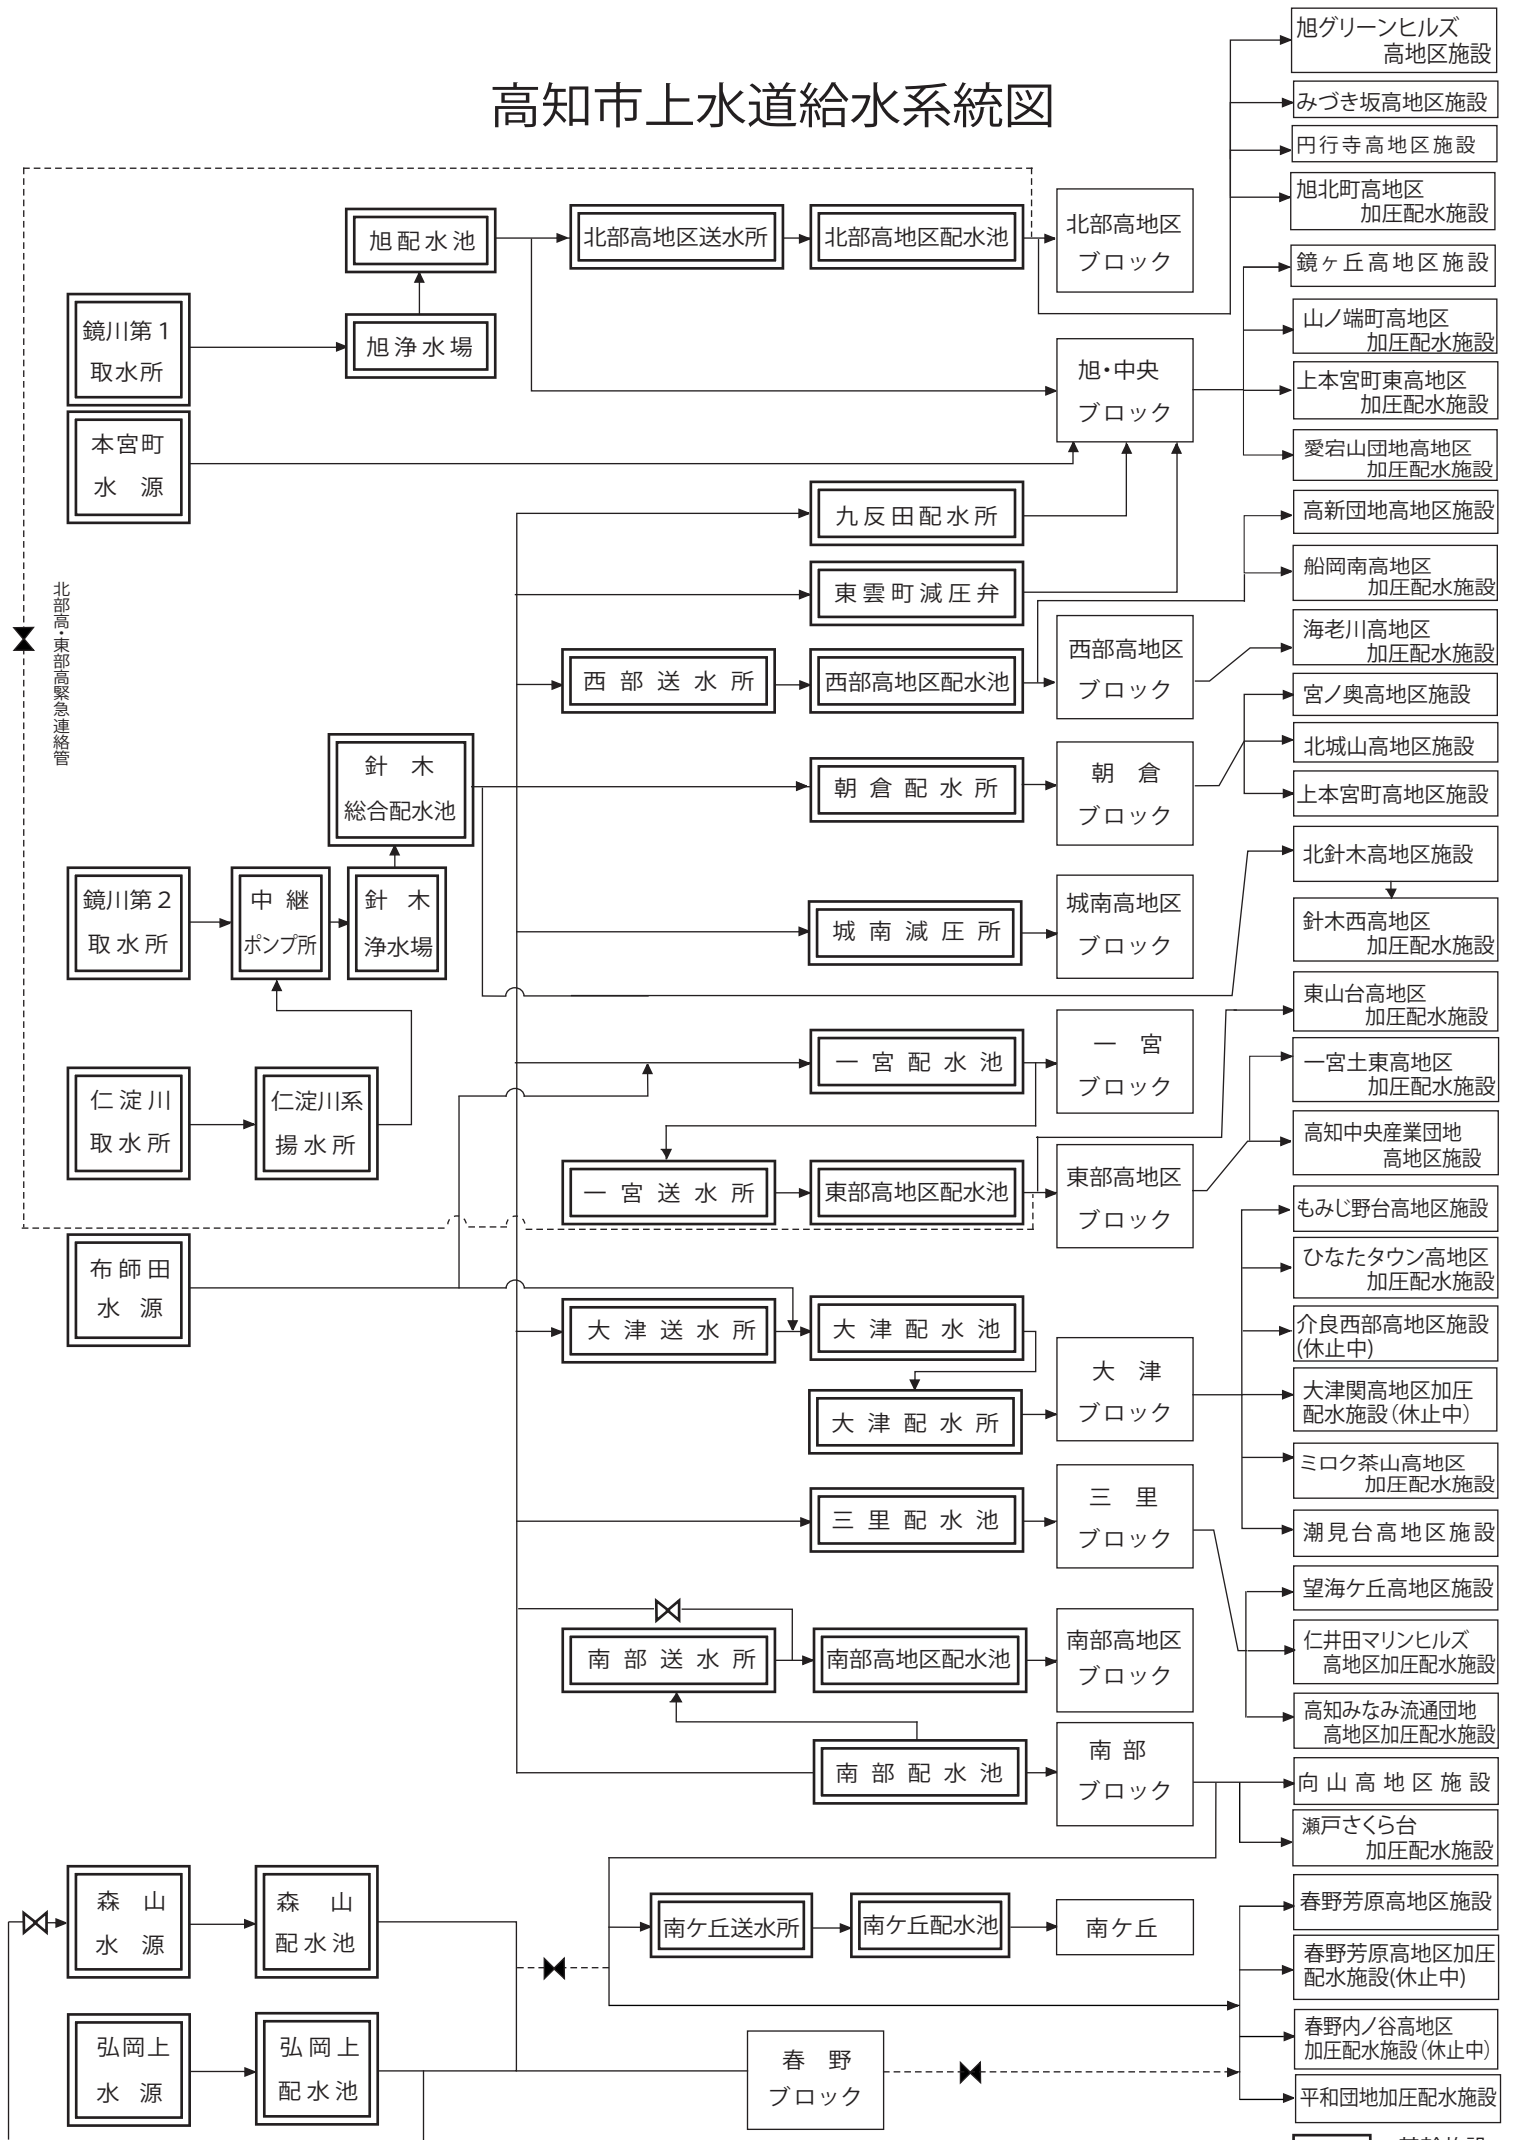 高知市上水道給水系統図
旭グリーンヒルズ
高地区施設
みづき坂高地区施設
円行寺高地区施設
旭北町高地区
加圧配水施設
鏡ヶ丘高地区施設
山ノ端町高地区
加圧配水施設
上本宮町東高地区
加圧配水施設
愛宕山団地高地区
加圧配水施設
高新団地高地区施設
船岡南高地区
加圧配水施設
海老川高地区
加圧配水施設
宮ノ奥高地区施設
北城山高地区施設
上本宮町高地区施設
北針木高地区施設
針木西高地区
加圧配水施設
東山台高地区
加圧配水施設
一宮土東高地区
加圧配水施設
高知中央産業団地
高地区施設
もみじ野台高地区施設
ひなたタウン高地区
加圧配水施設
介良西部高地区施設
(休止中)
大津関高地区加圧
配水施設(休止中)
ミロク茶山高地区
加圧配水施設
潮見台高地区施設
望海ケ丘高地区施設
仁井田マリンヒルズ
高地区加圧配水施設
高知みなみ流通団地
高地区加圧配水施設
向山高地区施設
瀬戸さくら台
加圧配水施設
春野芳原高地区施設
春野芳原高地区加圧
配水施設(休止中)
春野内ノ谷高地区
加圧配水施設(休止中)
平和団地加圧配水施設
旭配水池
北部高地区送水所
北部高地区配水池
北部高地区
ブロック
鏡川第1
取水所
旭浄水場
旭・中央
ブロック
本宮町
水 源
九反田配水所
東雲町減圧弁
北部高・東部高緊急連絡管
西部送水所
西部高地区配水池
西部高地区
ブロック
針 木
総合配水池
朝倉配水所
朝 倉
ブロック
鏡川第2
取水所
中継
ポンプ所
針 木
浄水場
城南減圧所
城南高地区
ブロック
一宮配水池
一 宮
ブロック
仁淀川
取水所
仁淀川系
揚水所
一宮送水所
東部高地区配水池
東部高地区
ブロック
布師田
水 源
大津送水所
大津配水池
大津配水所
大 津
ブロック
三里配水池
三 里
ブロック
南部送水所
南部高地区配水池
南部高地区
ブロック
南部配水池
南部
ブロック
森 山
水 源
森 山
配水池
南ケ丘送水所
南ケ丘配水池
南ケ丘
弘岡上
水 源
弘岡上
配水池
春 野
ブロック